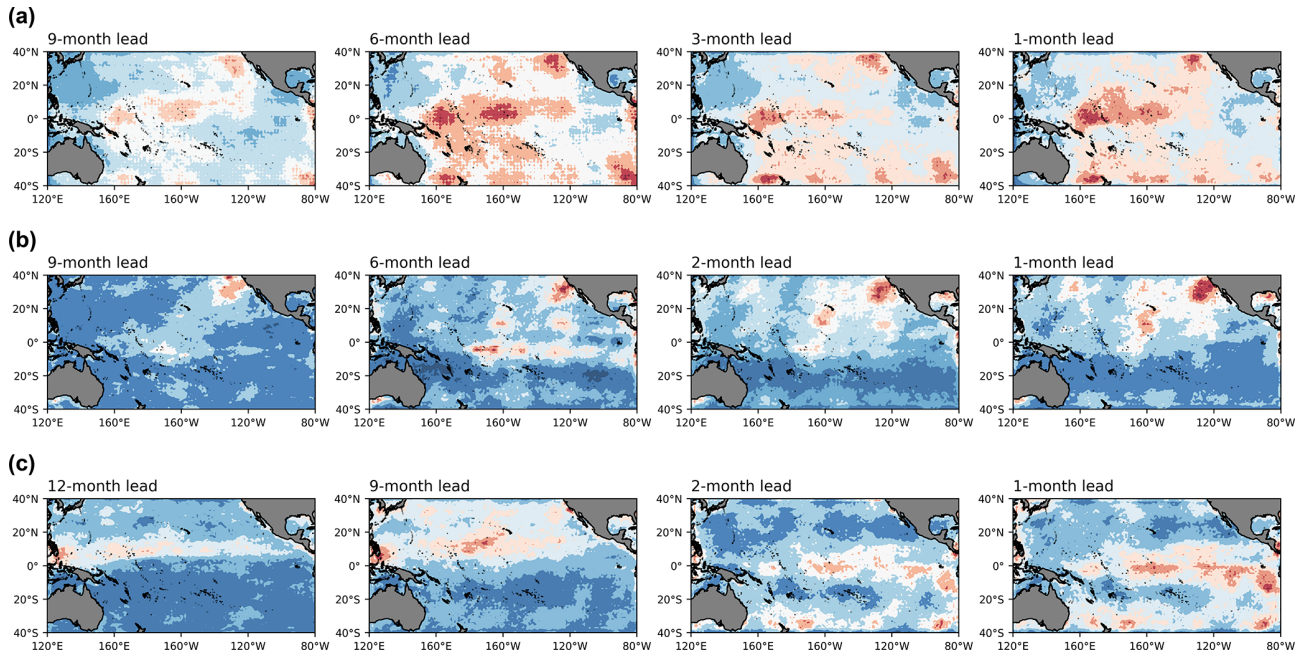 (a)
9-month lead 6-month lead 3-month lead 1-month lead
40°N 40°N 40°N 40°N
20°N 20°N 20°N 20°N
0° 0° 0° 0°
20°S 20°S 20°S 20°S
40°S 40°S 40°S 40°S
120°E 160°E 160°W 120°W 80°W 120°E 160°E 160°W 120°W 80°W 120°E 160°E 160°W 120°W 80°W 120°E 160°E 160°W 120°W 80°W
(b)
9-month lead 6-month lead 2-month lead 1-month lead
40°N 40°N 40°N 40°N
20°N 20°N 20°N 20°N
0° 0° 0° 0°
20°S 20°S 20°S 20°S
40°S 40°S 40°S 40°S
120°E 160°E 160°W 120°W 80°W 120°E 160°E 160°W 120°W 80°W 120°E 160°E 160°W 120°W 80°W 120°E 160°E 160°W 120°W 80°W
(c)
12-month lead 9-month lead 2-month lead 1-month lead
40°N 40°N 40°N 40°N
20°N 20°N 20°N 20°N
0° 0° 0° 0°
20°S 20°S 20°S 20°S
40°S 40°S 40°S 40°S
120°E 160°E 160°W 120°W 80°W 120°E 160°E 160°W 120°W 80°W 120°E 160°E 160°W 120°W 80°W 120°E 160°E 160°W 120°W 80°W